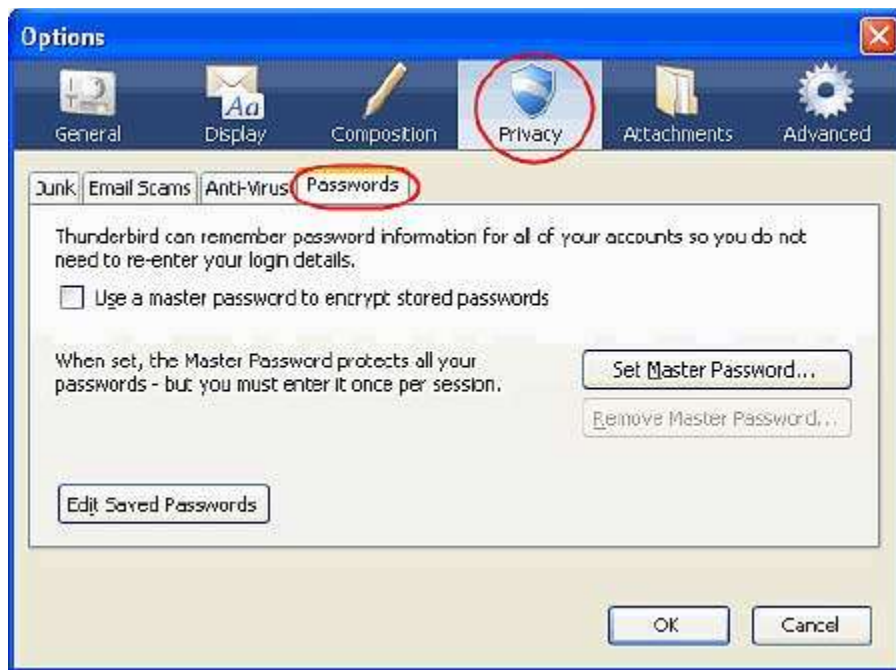 Options
General
Display
Composition
Privacy
Attachments
Advanced
Junk
Email Scams
Anti-Virus
Passwords
Thunderbird can remember password information for all of your accounts so you do not
need to re-enter your login details.
Use a master password to encrypt stored passwords
When set, the Master Password protects all your
passwords - but you must enter it once per session.
Set Master Password...
Remove Master Password...
Edit Saved Passwords
OK
Cancel